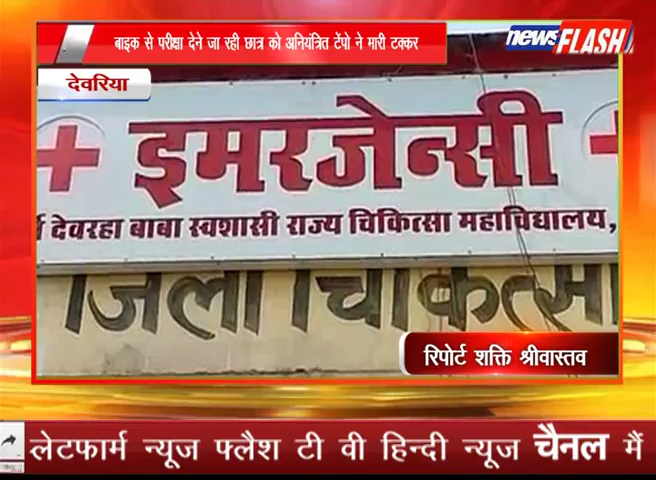 बाइक से परीक्षा देने जा रही छात्र को अनियंत्रित टेंपो ने मारी टक्कर
news FLASH
देवरिया
इमरजेन्सी
देवरहा बाबा स्वशासी राज्य चिकित्सा महाविद्यालय,
जिला चिकित्सा
रिपोर्ट शक्ति श्रीवास्तव
लेटफार्म न्यूज फ्लैश टी वी हिन्दी न्यूज चैनल मैं